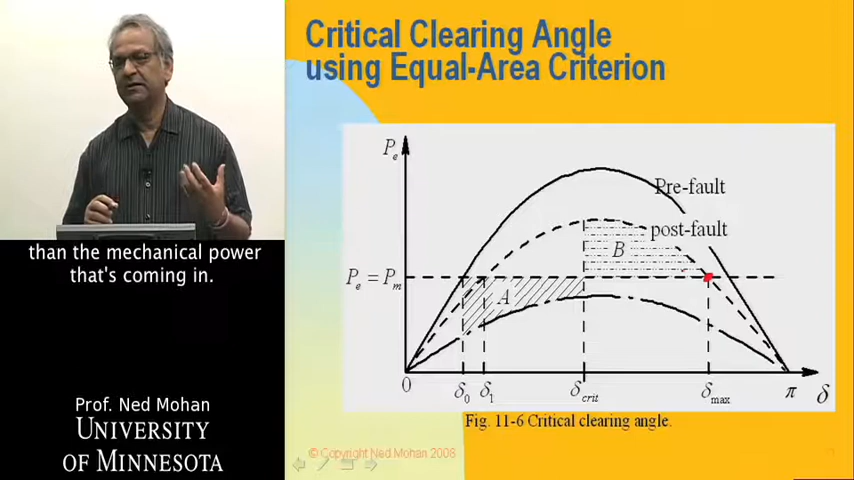 Critical Clearing Angle
using Equal-Area Criterion
Pe
Pre-fault
post-fault
B
Pe = Pm
A
0
δ0
δ1
δcrit
δmax
π
δ
Fig. 11-6 Critical clearing angle.
© Copyright Ned Mohan 2008
than the mechanical power
that's coming in.
Prof. Ned Mohan
UNIVERSITY
OF MINNESOTA